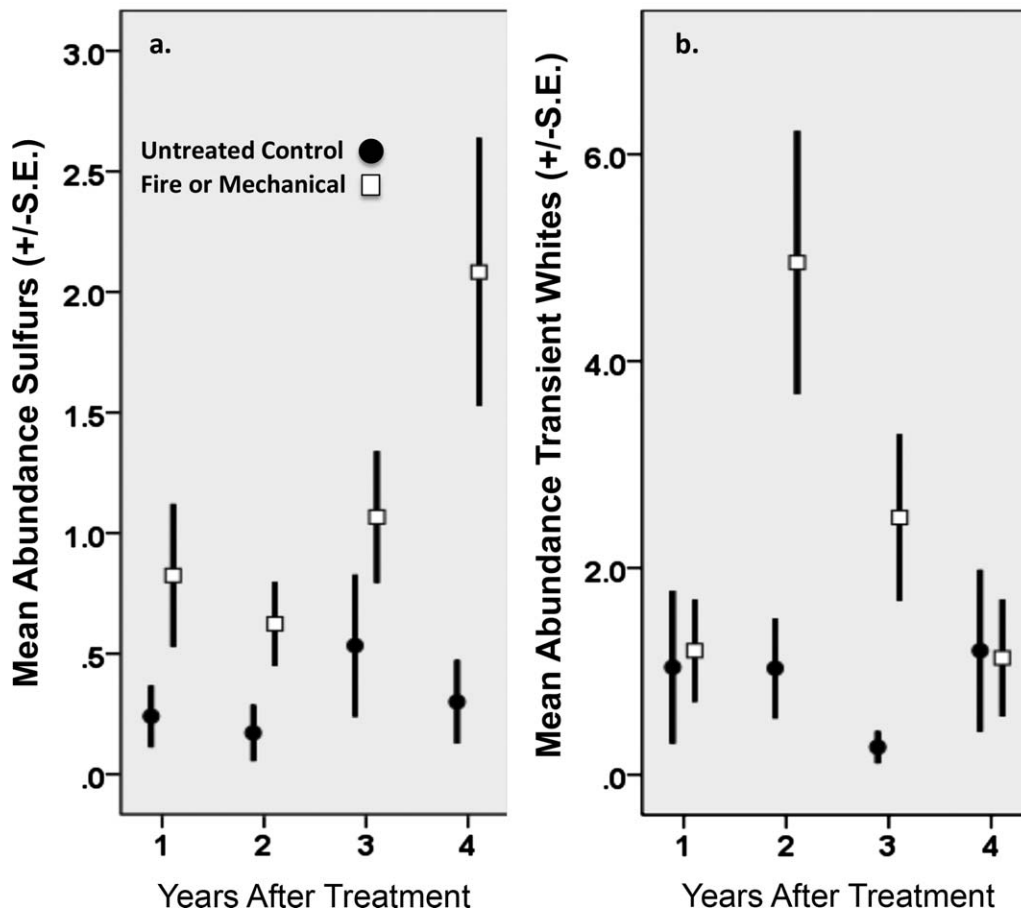 a.
Untreated Control
Fire or Mechanical
Mean Abundance Sulfurs (+/-S.E.)
3.0
2.5
2.0
1.5
1.0
.5
.0
1 2 3 4
Years After Treatment
b.
Mean Abundance Transient Whites (+/-S.E.)
6.0
4.0
2.0
.0
1 2 3 4
Years After Treatment